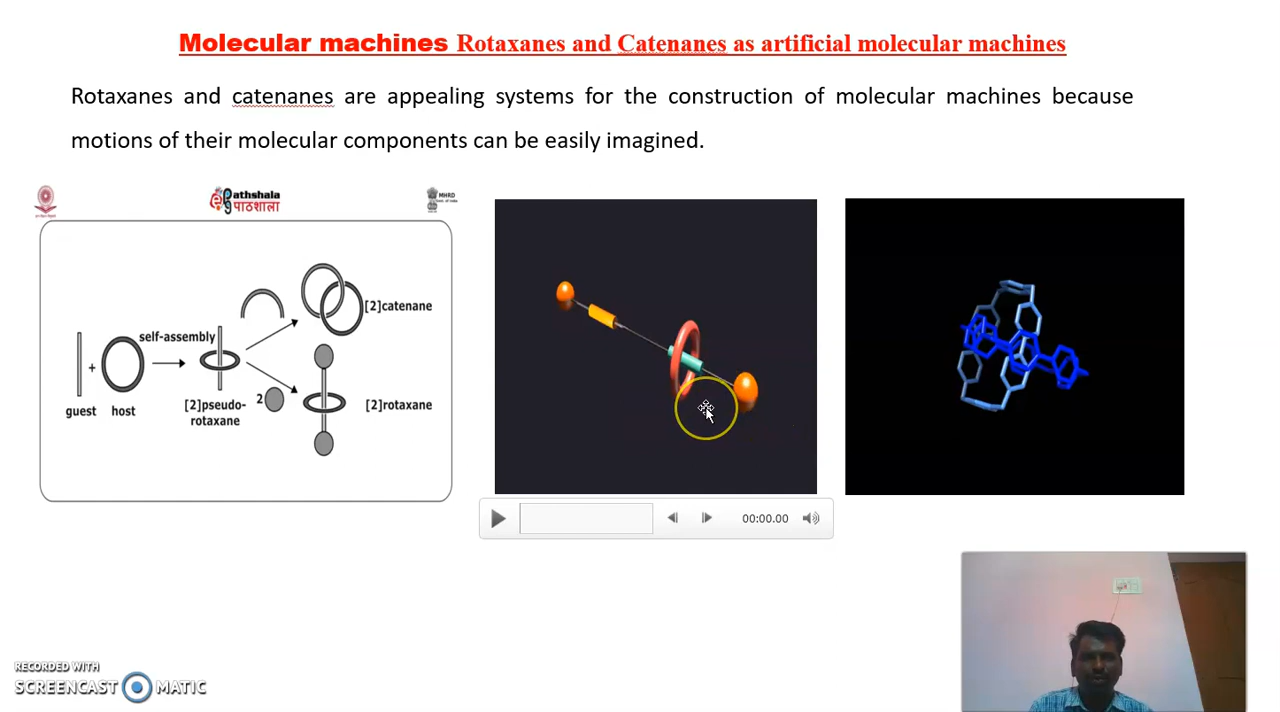 Molecular machines Rotaxanes and Catenanes as artificial molecular machines
Rotaxanes and catenanes are appealing systems for the construction of molecular machines because
motions of their molecular components can be easily imagined.
Pathshala
पाठशाला
MHRD
[2]catenane
self-assembly
+
guest
host
[2]pseudo-
rotaxane
2
[2]rotaxane
00:00.00
RECORDED WITH
SCREENCAST MATIC